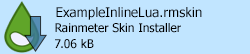 ExampleInlineLua.rmskin
Rainmeter Skin Installer
7.06 kB